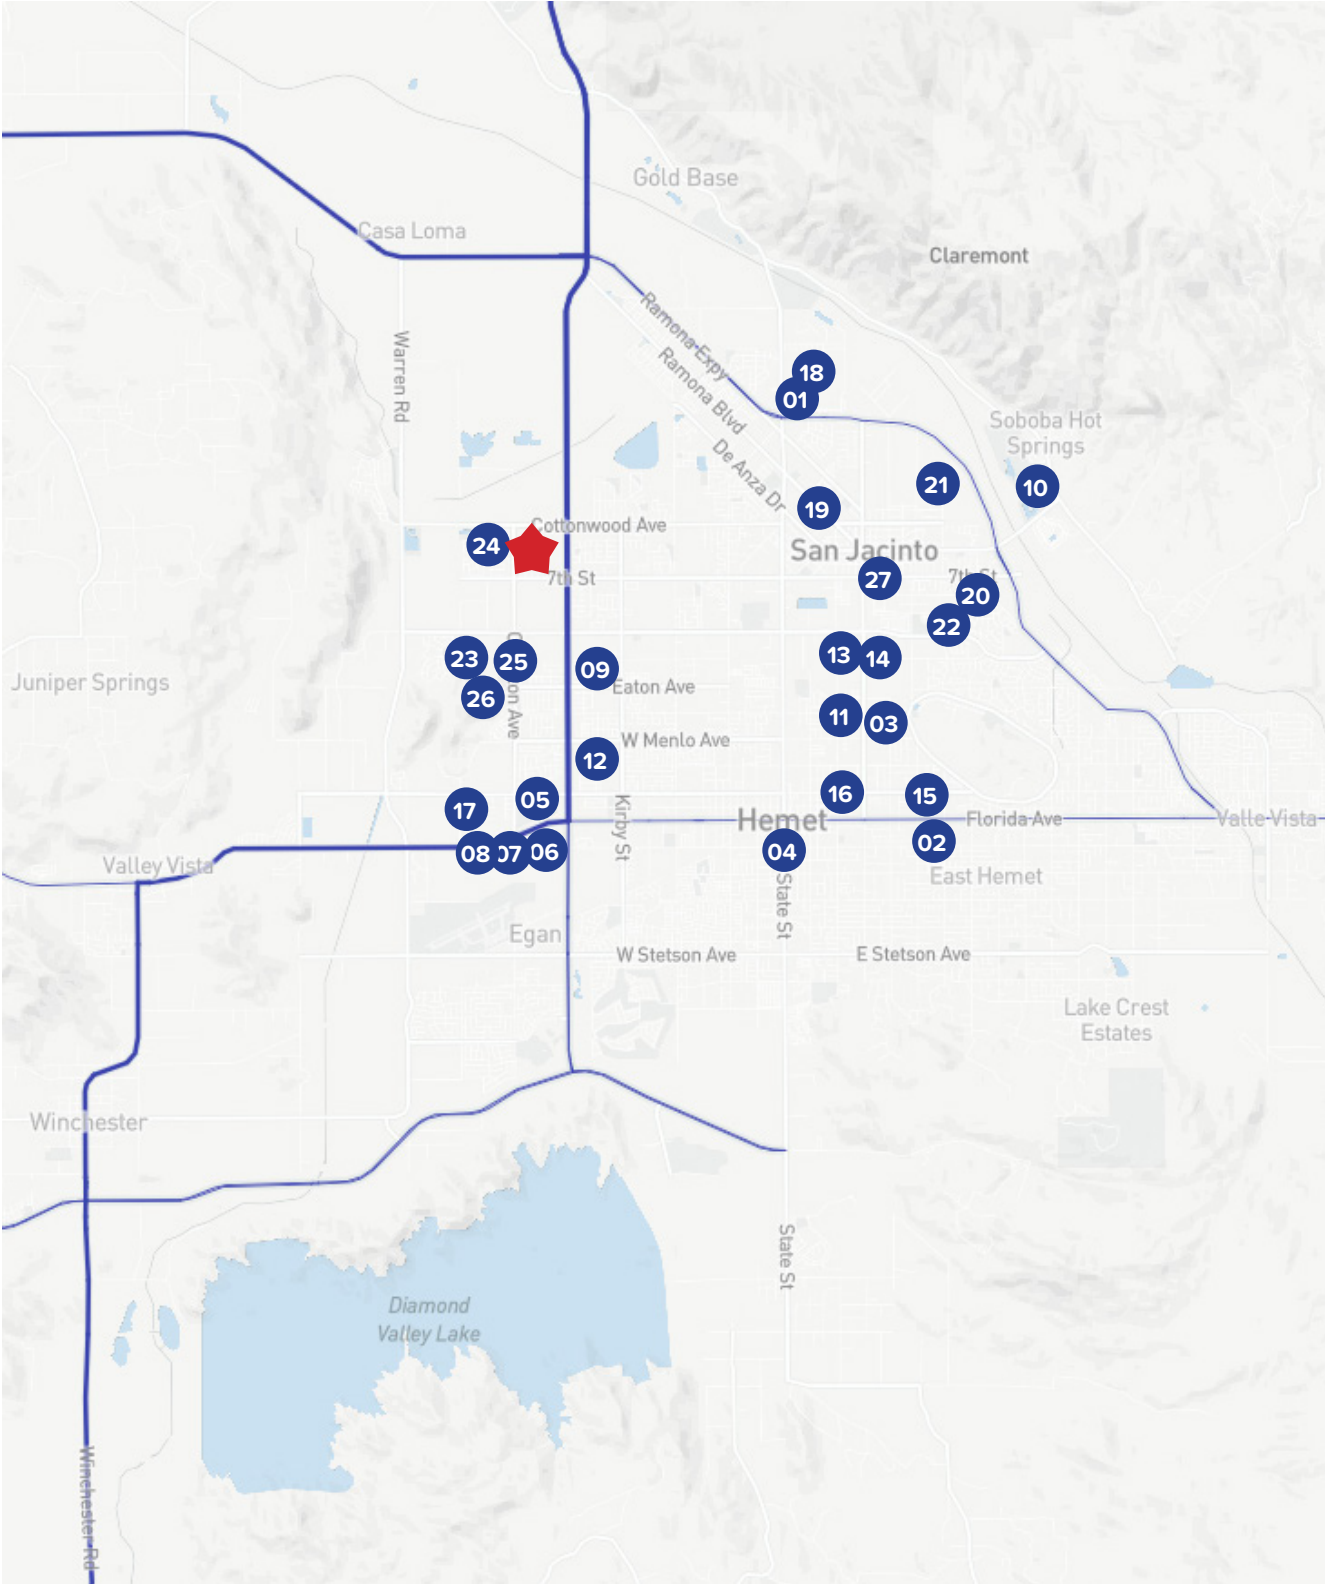 Gold Base
Casa Loma
Claremont
Ramona Expy
Warren Rd
Ramona Blvd
18
01
Soboba Hot
Springs
De Anza Dr
21
10
19
Cottonwood Ave
24
San Jacinto
7th St
27
7th St
20
22
23
25
09
13
14
Juniper Springs
Eaton Ave
26
on Ave
11
03
W Menlo Ave
12
05
17
Kirby St
16
15
Hemet
Florida Ave
Valle Vista
08
07
06
04
02
Valley Vista
East Hemet
State St
Egan
W Stetson Ave
E Stetson Ave
Lake Crest
Estates
Winchester
State St
Diamond
Valley Lake
Winchester Rd